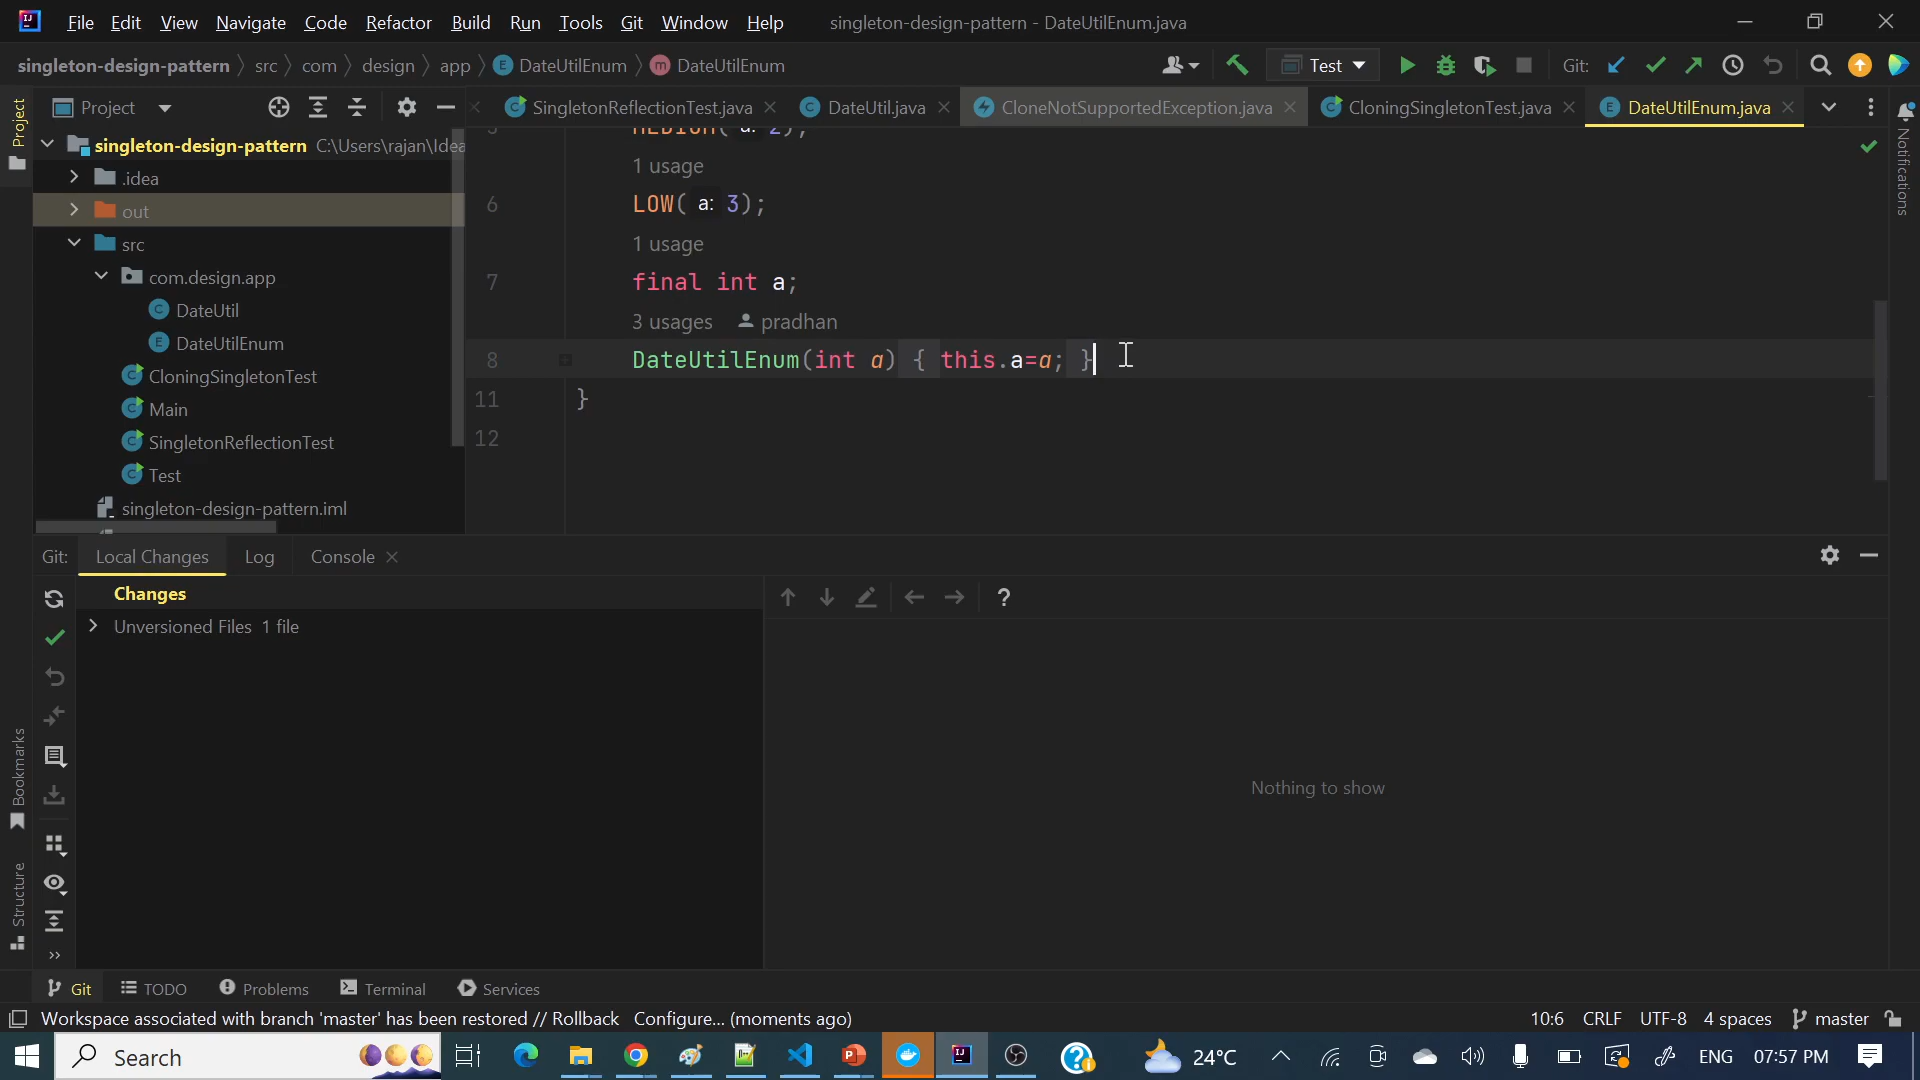 File Edit View Navigate Code Refactor Build Run Tools Git Window Help singleton-design-pattern - DateUtilEnum.java
singleton-design-pattern src com design app DateUtilEnum DateUtilEnum Test Git:
Project SingletonReflectionTest.java DateUtil.java CloneNotSupportedException.java CloningSingletonTest.java DateUtilEnum.java
singleton-design-pattern C:\Users\rajan\Idea
.idea
out
src
com.design.app
DateUtil
DateUtilEnum
CloningSingletonTest
Main
SingletonReflectionTest
Test
singleton-design-pattern.iml
5 MEDIUM( a: 2),
1 usage
6 LOW( a: 3);
1 usage
7 final int a;
3 usages pradhan
8 DateUtilEnum(int a) { this.a=a; }
11 }
12
Project
Bookmarks
Structure
Notifications
Git: Local Changes Log Console
Changes
Unversioned Files 1 file
?
Nothing to show
Git TODO Problems Terminal Services
Workspace associated with branch 'master' has been restored // Rollback Configure... (moments ago) 10:6 CRLF UTF-8 4 spaces master
Search 24°C ENG 07:57 PM